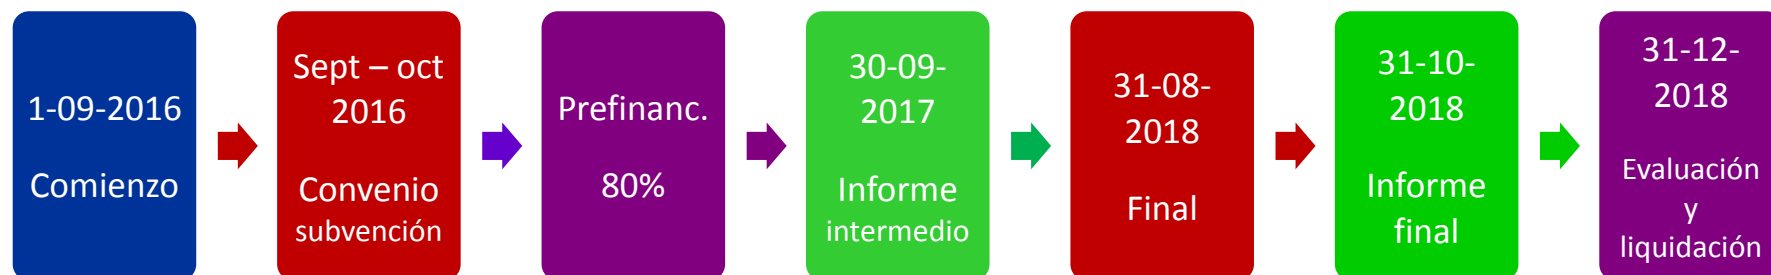 1-09-2016
Comienzo
Sept – oct
2016
Convenio
subvención
Prefinanc.
80%
30-09-
2017
Informe
intermedio
31-08-
2018
Final
31-10-
2018
Informe
final
31-12-
2018
Evaluación
y
liquidación